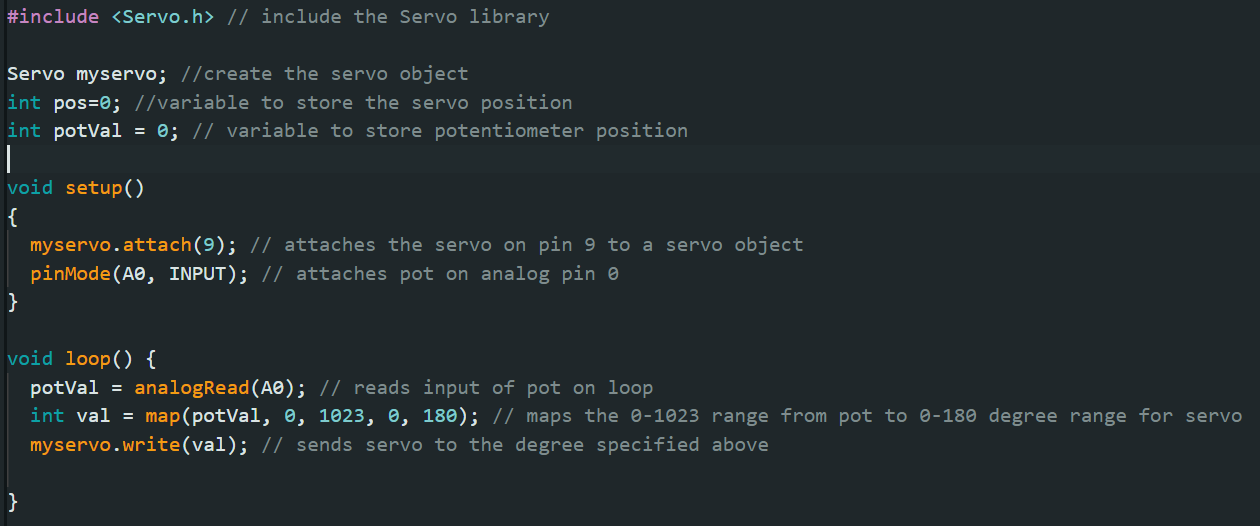 #include <Servo.h> // include the Servo library
Servo myservo; //create the servo object
int pos=0; //variable to store the servo position
int potVal = 0; // variable to store potentiometer position
void setup()
{
  myservo.attach(9); // attaches the servo on pin 9 to a servo object
  pinMode(A0, INPUT); // attaches pot on analog pin 0
}
void loop() {
  potVal = analogRead(A0); // reads input of pot on loop
  int val = map(potVal, 0, 1023, 0, 180); // maps the 0-1023 range from pot to 0-180 degree range for servo
  myservo.write(val); // sends servo to the degree specified above
}